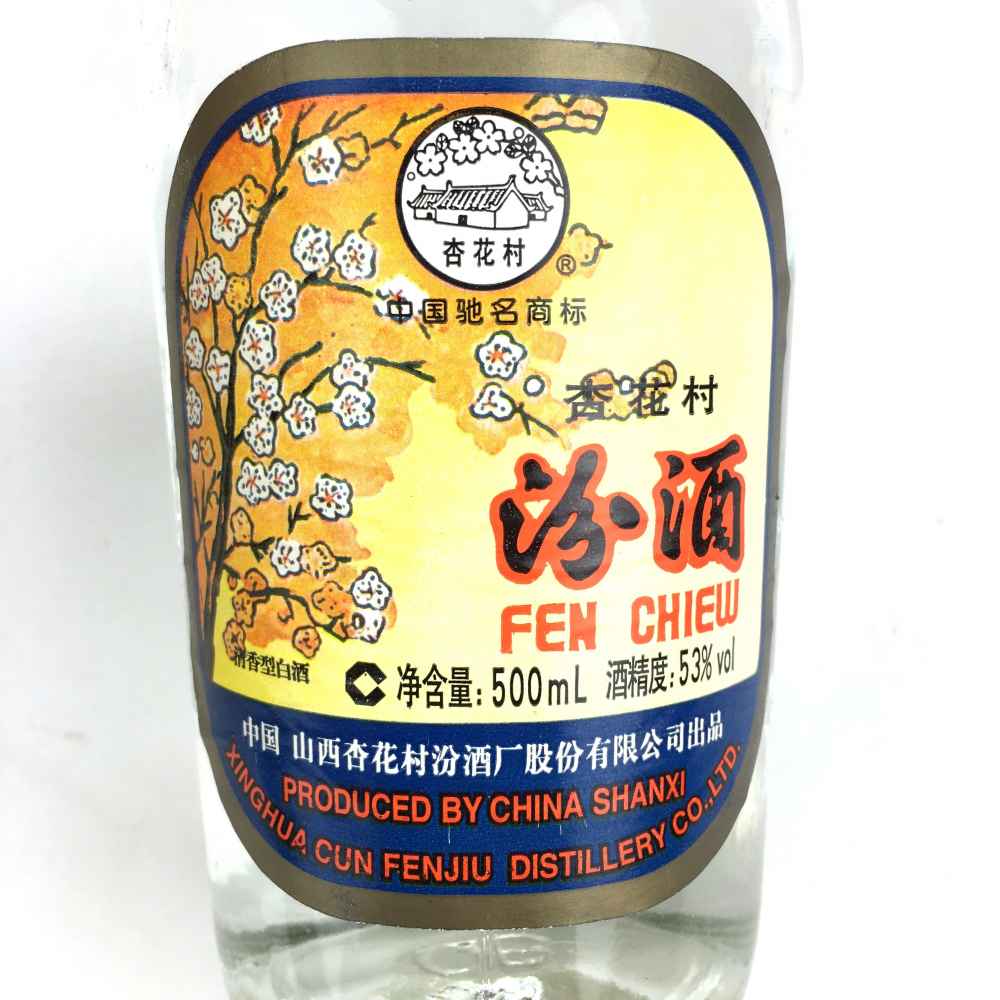 杏花村
®
中国驰名商标
杏花村
汾酒
FEN CHIEW
清香型白酒
净含量:500mL 酒精度:53%vol
中国 山西杏花村汾酒厂股份有限公司出品
PRODUCED BY CHINA SHANXI
XINGHUA CUN FENJIU DISTILLERY CO.,LTD.